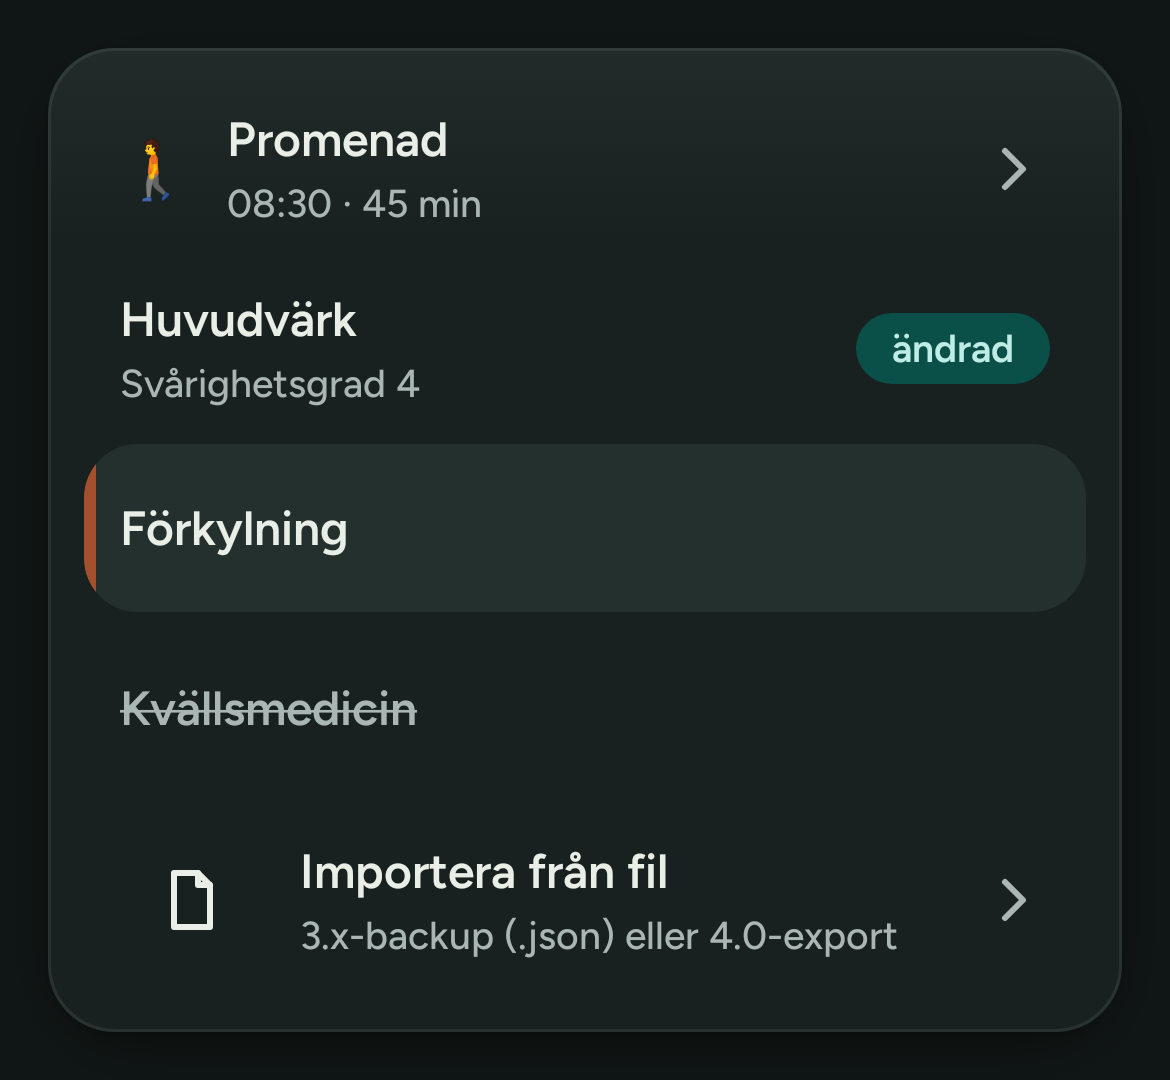 Promenad
08:30 · 45 min
Huvudvärk
ändrad
Svårighetsgrad 4
Förkylning
Kvällsmedicin
Importera från fil
3.x-backup (.json) eller 4.0-export